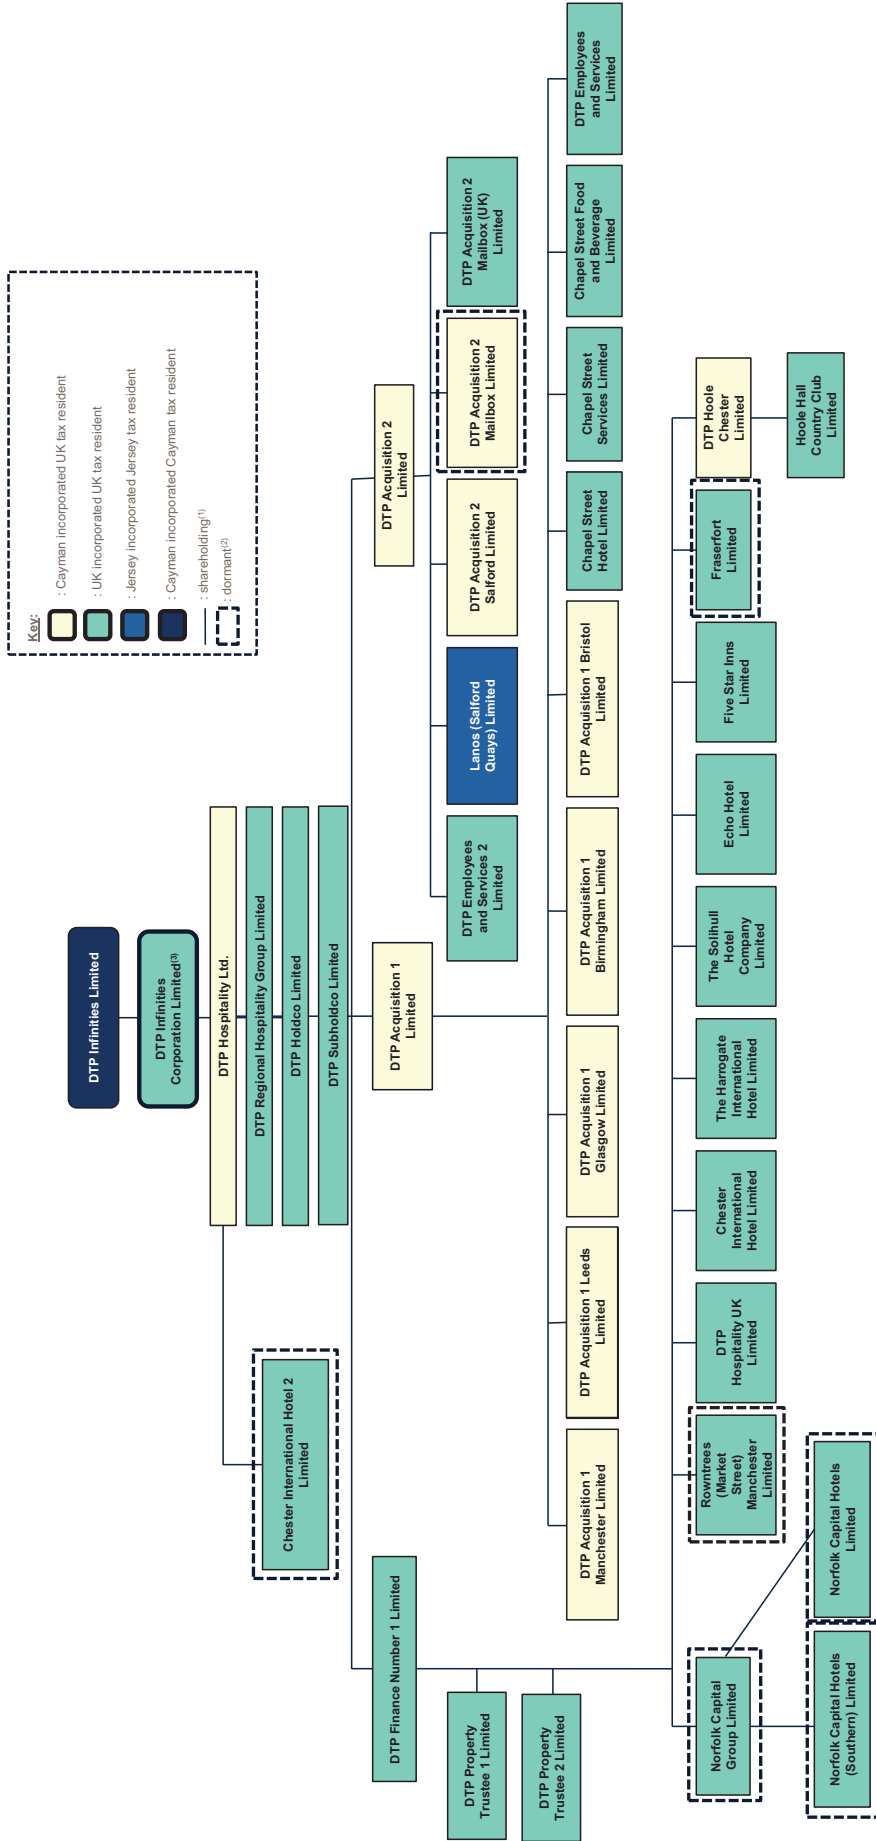 Key:
: Cayman incorporated UK tax resident
: UK incorporated UK tax resident
: Jersey incorporated Jersey tax resident
: Cayman incorporated Cayman tax resident
: shareholding(1)
: dormant(2)
DTP Infinities Limited
DTP Infinities
Corporation Limited(3)
DTP Hospitality Ltd.
DTP Regional Hospitality Group Limited
DTP Holdco Limited
DTP Subholdco Limited
Chester International Hotel 2
Limited
DTP Finance Number 1 Limited
DTP Acquisition 1
Limited
DTP Acquisition 2
Limited
DTP Property
Trustee 1 Limited
DTP Property
Trustee 2 Limited
DTP Employees
and Services 2
Limited
Lanos (Salford
Quays) Limited
DTP Acquisition 2
Salford Limited
DTP Acquisition 2
Mailbox Limited
DTP Acquisition 2
Mailbox (UK)
Limited
DTP Acquisition 1
Manchester Limited
DTP Acquisition 1 Leeds
Limited
DTP Acquisition 1
Glasgow Limited
DTP Acquisition 1
Birmingham Limited
DTP Acquisition 1 Bristol
Limited
Chapel Street
Hotel Limited
Chapel Street
Services Limited
Chapel Street Food
and Beverage
Limited
DTP Employees
and Services
Limited
Norfolk Capital
Group Limited
Rowntrees
(Market
Street)
Manchester
Limited
DTP
Hospitality UK
Limited
Chester
International
Hotel Limited
The Harrogate
International
Hotel Limited
The Solihull
Hotel
Company
Limited
Echo Hotel
Limited
Five Star Inns
Limited
Fraserfort
Limited
DTP Hoole
Chester
Limited
Norfolk Capital Hotels
(Southern) Limited
Norfolk Capital Hotels
Limited
Hoole Hall
Country Club
Limited